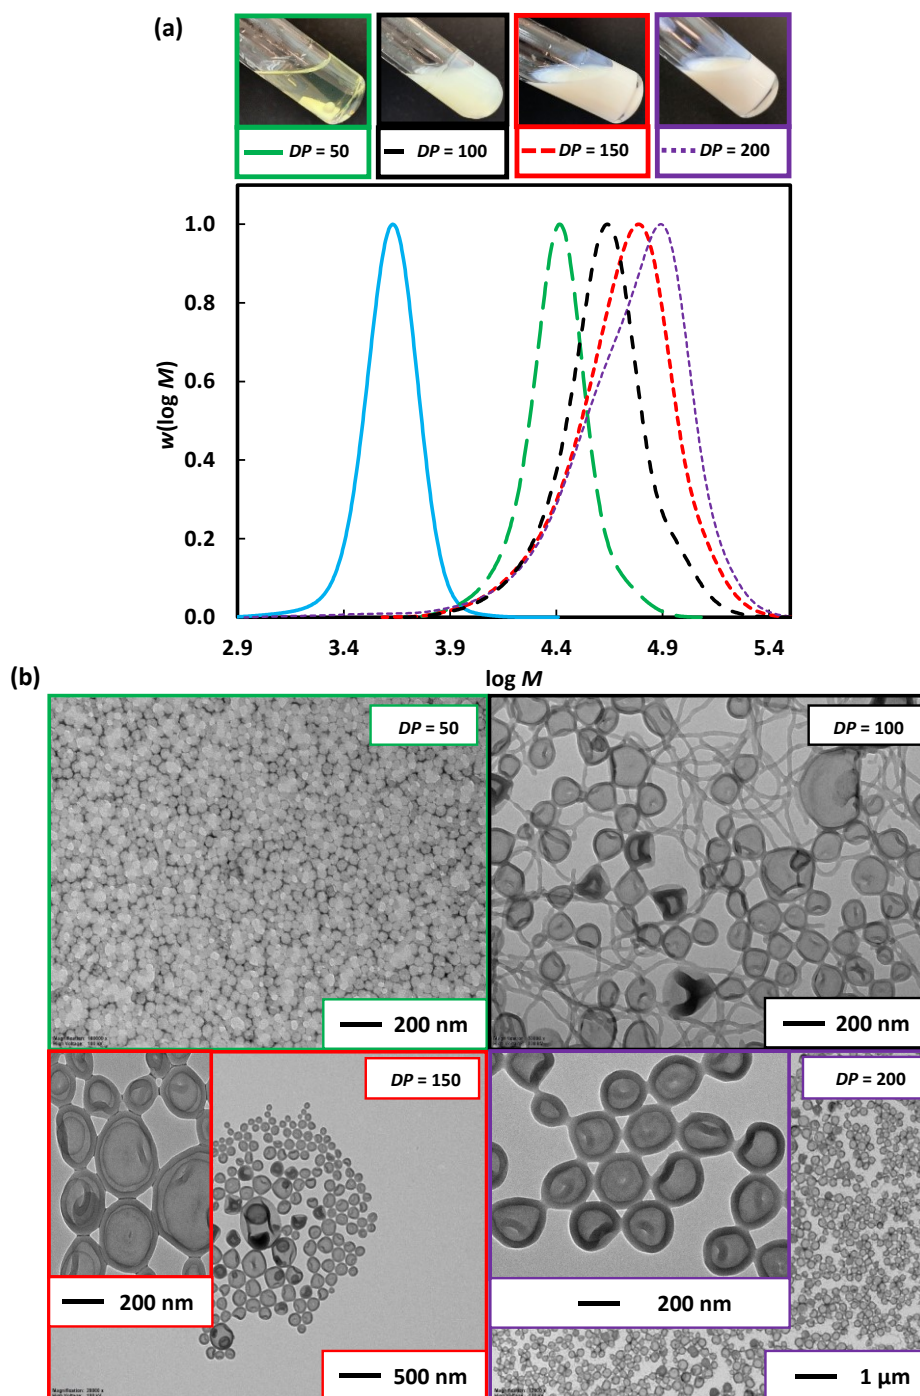 (a)
DP = 50
DP = 100
DP = 150
DP = 200
1.0
0.8
0.6
0.4
0.2
0.0
w(log M)
2.9 3.4 3.9 4.4 4.9 5.4
log M
(b)
DP = 50
200 nm
DP = 100
200 nm
DP = 150
200 nm
500 nm
DP = 200
200 nm
1 µm